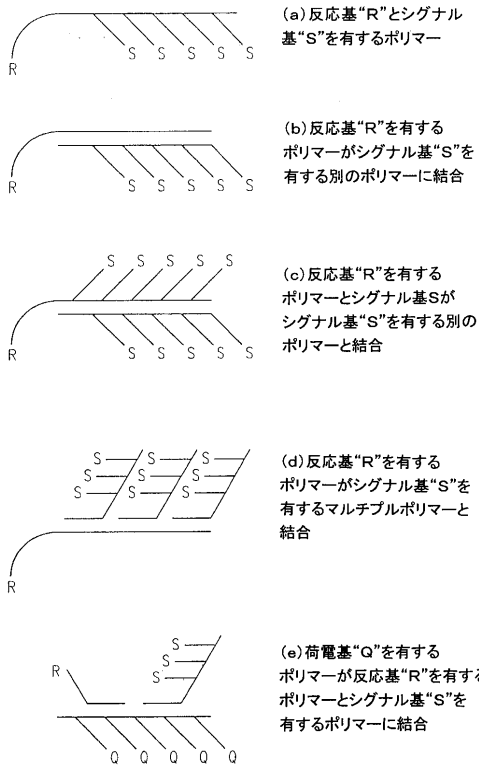 (a)反応基“R”とシグナル
基“S”を有するポリマー
S S S S S
R
(b)反応基“R”を有する
ポリマーがシグナル基“S”を
有する別のポリマーに結合
R
S S S S S
S S S S S
(c)反応基“R”を有する
ポリマーとシグナル基Sが
シグナル基“S”を有する別の
ポリマーと結合
R
S S S S S
S S S
S S S
S S S
(d)反応基“R”を有する
ポリマーがシグナル基“S”を
有するマルチプルポリマーと
結合
R
S
S
S
R
(e)荷電基“Q”を有する
ポリマーが反応基“R”を有する
ポリマーとシグナル基“S”を
有するポリマーに結合
Q Q Q Q Q